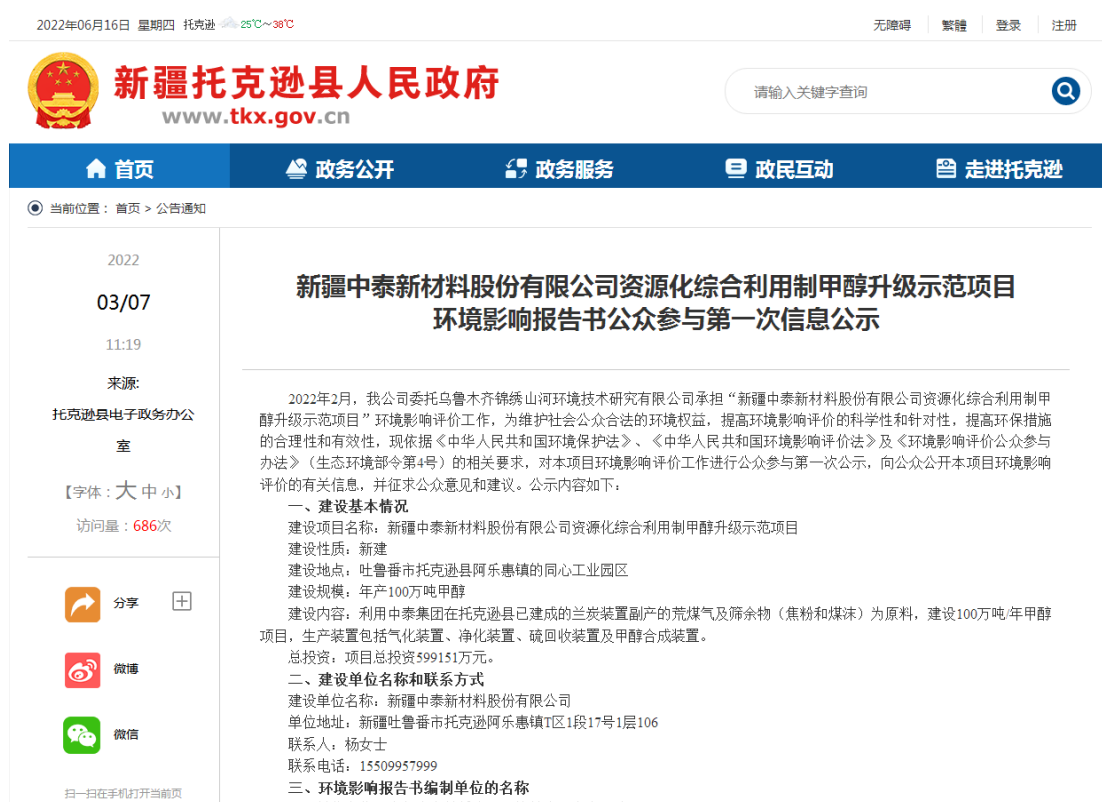 2022年06月16日 星期四 托克逊 25℃～38℃
无障碍 繁體 登录 注册
新疆托克逊县人民政府
www.tkx.gov.cn
请输入关键字查询
首页 政务公开 政务服务 政民互动 走进托克逊
当前位置： 首页 > 公告通知
2022
03/07
11:19
来源:
托克逊县电子政务办公
室
【字体：大 中 小】
访问量：686次
分享
微博
微信
扫一扫在手机打开当前页
新疆中泰新材料股份有限公司资源化综合利用制甲醇升级示范项目
环境影响报告书公众参与第一次信息公示
2022年2月，我公司委托乌鲁木齐锦绣山河环境技术研究有限公司承担“新疆中泰新材料股份有限公司资源化综合利用制甲
醇升级示范项目”环境影响评价工作，为维护社会公众合法的环境权益，提高环境影响评价的科学性和针对性，提高环保措施
的合理性和有效性，现依据《中华人民共和国环境保护法》、《中华人民共和国环境影响评价法》及《环境影响评价公众参与
办法》（生态环境部令第4号）的相关要求，对本项目环境影响评价工作进行公众参与第一次公示，向公众公开本项目环境影响
评价的有关信息，并征求公众意见和建议。公示内容如下：
一、建设基本情况
建设项目名称：新疆中泰新材料股份有限公司资源化综合利用制甲醇升级示范项目
建设性质：新建
建设地点：吐鲁番市托克逊县阿乐惠镇的同心工业园区
建设规模：年产100万吨甲醇
建设内容：利用中泰集团在托克逊县已建成的兰炭装置副产的荒煤气及筛余物（焦粉和煤沫）为原料，建设100万吨/年甲醇
项目，生产装置包括气化装置、净化装置、硫回收装置及甲醇合成装置。
总投资：项目总投资599151万元。
二、建设单位名称和联系方式
建设单位名称：新疆中泰新材料股份有限公司
单位地址：新疆吐鲁番市托克逊阿乐惠镇T区1段17号1层106
联系人：杨女士
联系电话：15509957999
三、环境影响报告书编制单位的名称